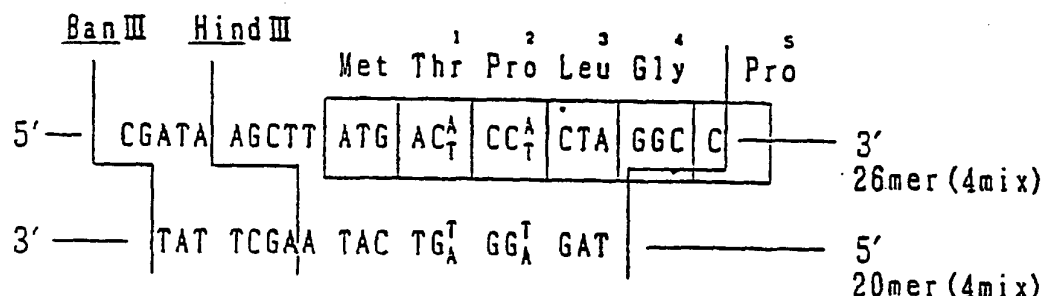 BanⅢ HindⅢ
1 2 3 4 5
Met Thr Pro Leu Gly Pro
5′ CGATA AGCTT ATG AC A/T CC A/T CTA GGC C 3′
26mer (4mix)
3′ TAT TCGAA TAC TG T/A GG T/A GAT 5′
20mer (4mix)